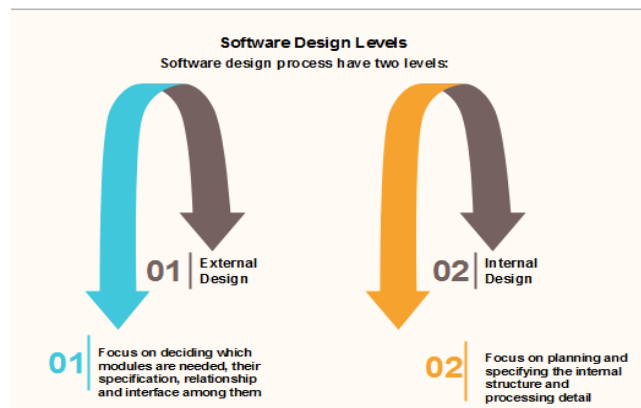 Software Design Levels
Software design process have two levels:
01
External
Design
02
Internal
Design
01
Focus on deciding which
modules are needed, their
specification, relationship
and interface among them
02
Focus on planning and
specifying the internal
structure and
processing detail